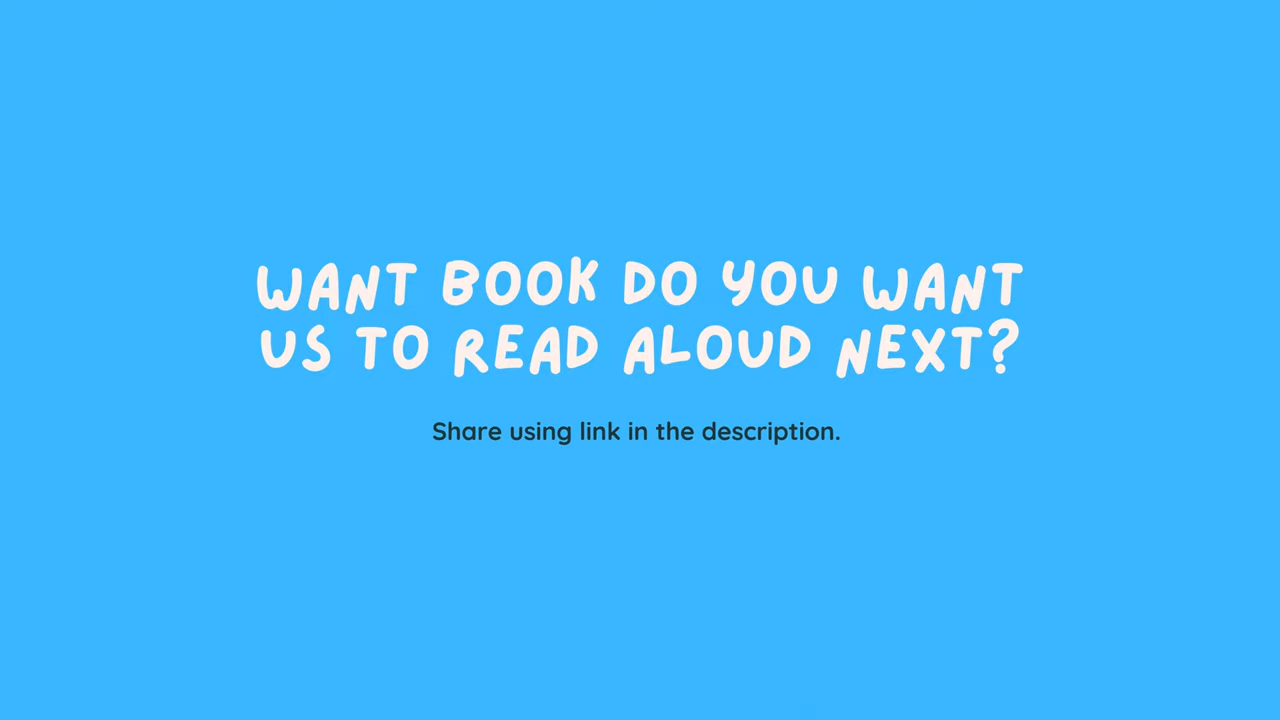 WANT BOOK DO YOU WANT
US TO READ ALOUD NEXT?
Share using link in the description.